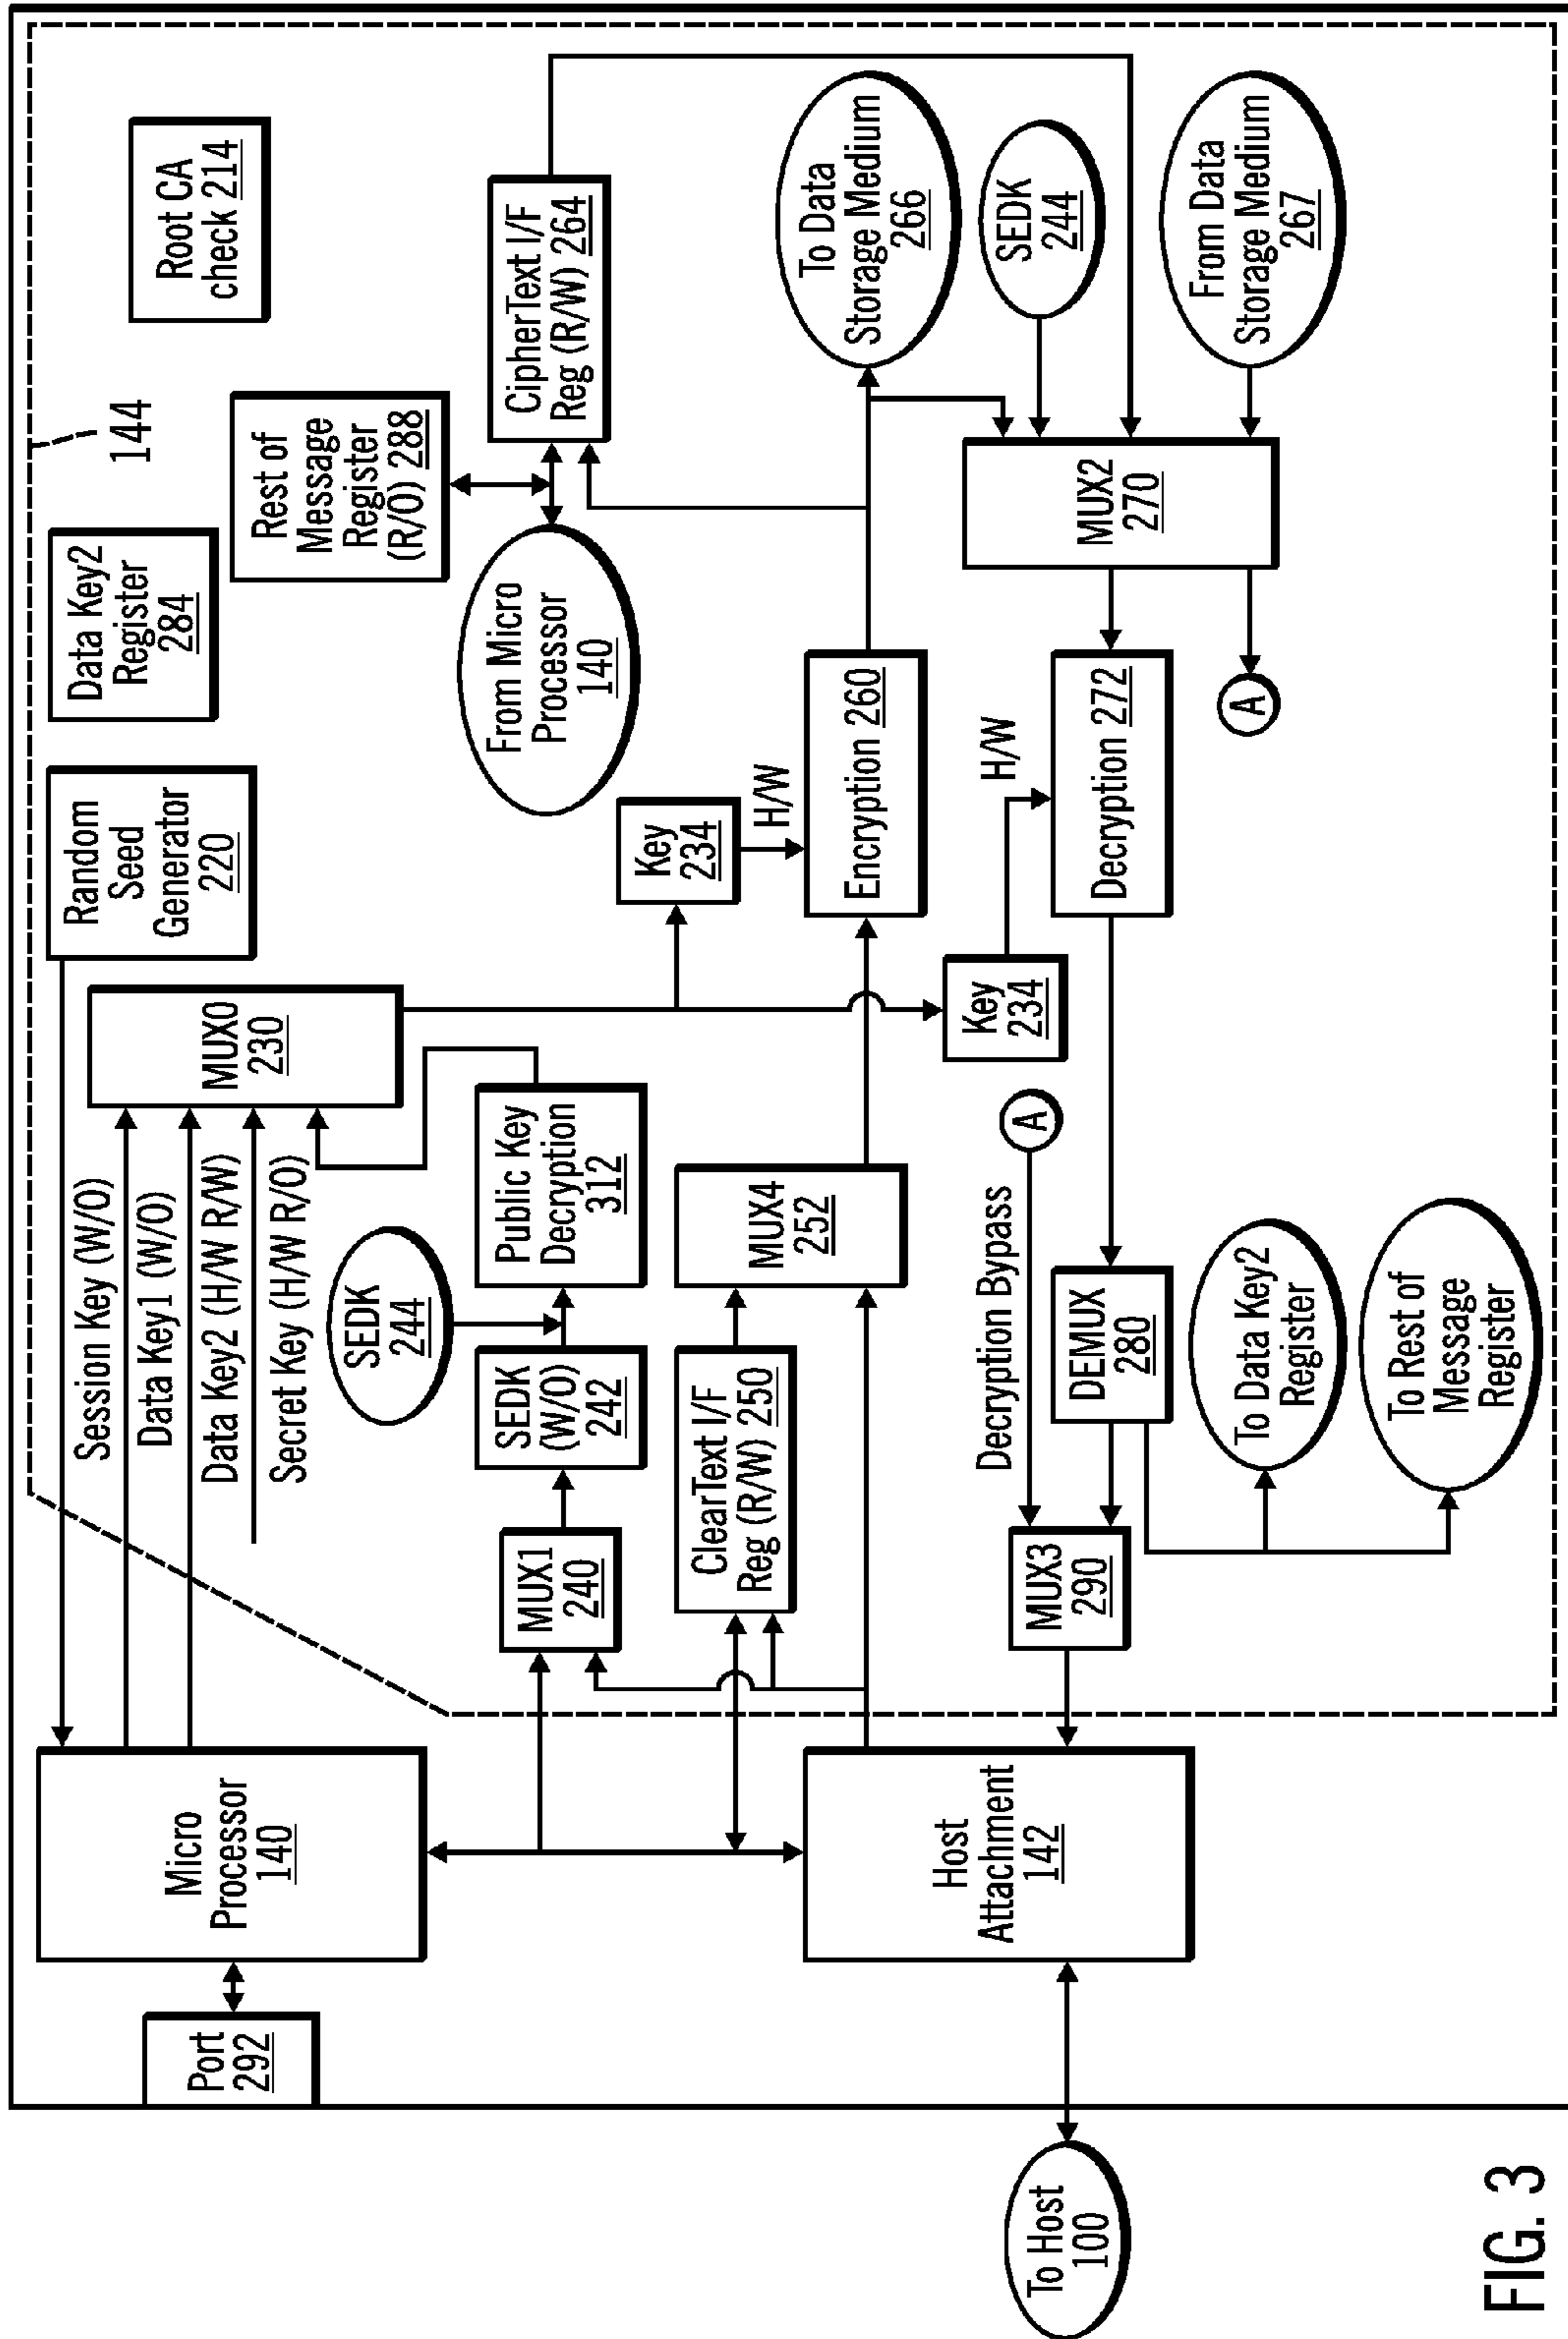 144
Root CA
check 214
Data Key2
Register
284
Rest of
Message
Register
(R/O) 288
Random
Seed
Generator
220
MUX0
230
Session Key (W/O)
Data Key1 (W/O)
Data Key2 (H/W R/W)
Secret Key (H/W R/O)
Micro
Processor
140
Port
292
CipherText I/F
Reg (R/W) 264
From Micro
Processor
140
Public Key
Decryption
312
SEDK
244
SEDK
(W/O)
242
MUX1
240
Key
234
H/W
ClearText I/F
Reg (R/W) 250
MUX4
252
Encryption 260
To Data
Storage Medium
266
SEDK
244
From Data
Storage Medium
267
MUX2
270
Host
Attachment
142
Key
234
H/W
Decryption 272
A
A
Decryption Bypass
DEMUX
280
MUX3
290
To Data Key2
Register
To Rest of
Message
Register
To Host
100
FIG. 3